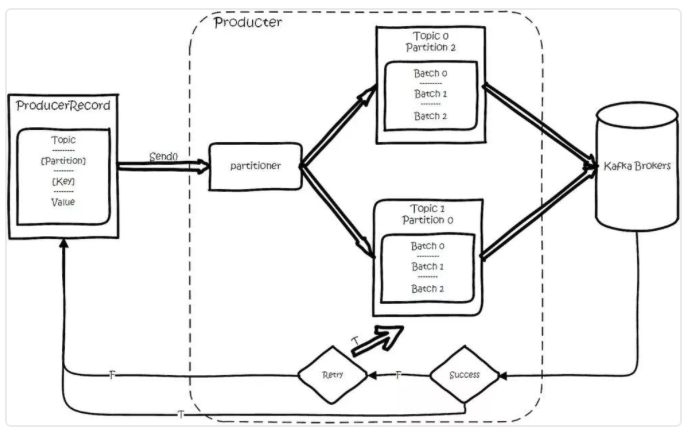 Producter
ProducerRecord
Topic
---------
[Partition]
--------
[Key]
--------
Value
Send()
partitioner
Topic 0
Partition 2
Batch 0
---------
Batch 1
--------
Batch 2
Topic 1
Partition 0
Batch 0
---------
Batch 1
--------
Batch 2
Kafka Brokers
T
Retry
Success
F
F
T